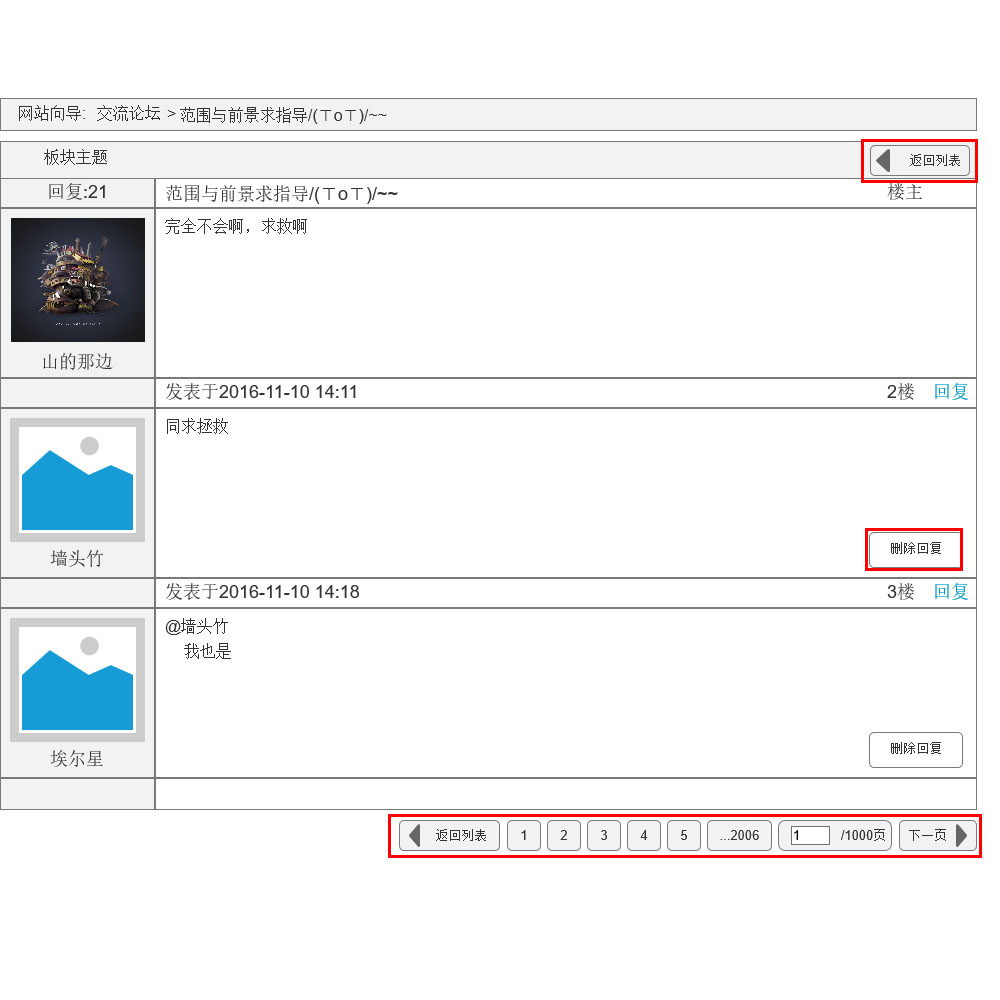 网站向导: 交流论坛 > 范围与前景求指导/(ㄒoㄒ)/~~
板块主题
返回列表
回复:21
范围与前景求指导/(ㄒoㄒ)/~~
楼主
完全不会啊，求救啊
山的那边
发表于2016-11-10 14:11
2楼 回复
同求拯救
墙头竹
删除回复
发表于2016-11-10 14:18
3楼 回复
@墙头竹
我也是
埃尔星
删除回复
返回列表 1 2 3 4 5 ...2006 1 /1000页 下一页